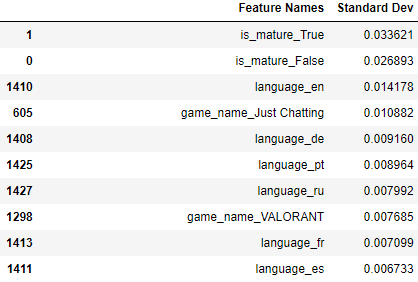 Feature Names Standard Dev
1 is_mature_True 0.033621
0 is_mature_False 0.026893
1410 language_en 0.014178
605 game_name_Just Chatting 0.010882
1408 language_de 0.009160
1425 language_pt 0.008964
1427 language_ru 0.007992
1298 game_name_VALORANT 0.007685
1413 language_fr 0.007099
1411 language_es 0.006733